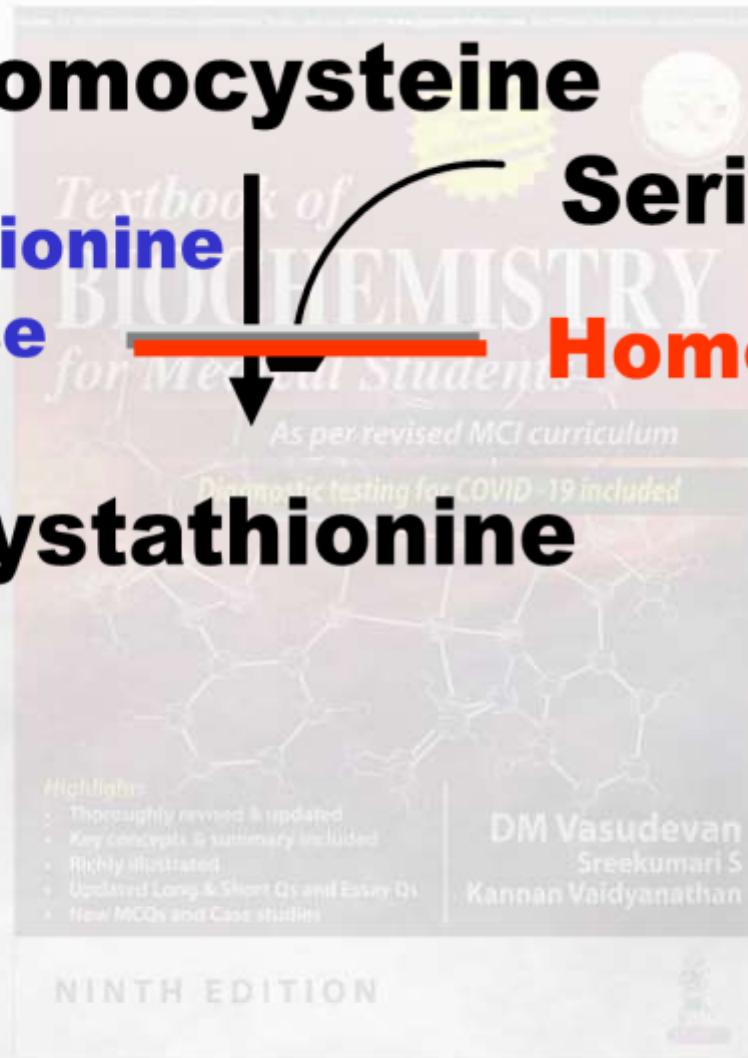 omocysteine
Textbook of
Seri
ionine
BIOCHEMISTRY
e
Hom
for Medical Students
As per revised MCI curriculum
Diagnostic testing for COVID -19 included
ystathionine
Highlights
• Thoroughly revised & updated
• Key concepts & summary included
• Richly illustrated
• Updated Long & Short Qs and Essay Qs
• New MCQs and Case studies
DM Vasudevan
Sreekumari S
Kannan Vaidyanathan
NINTH EDITION